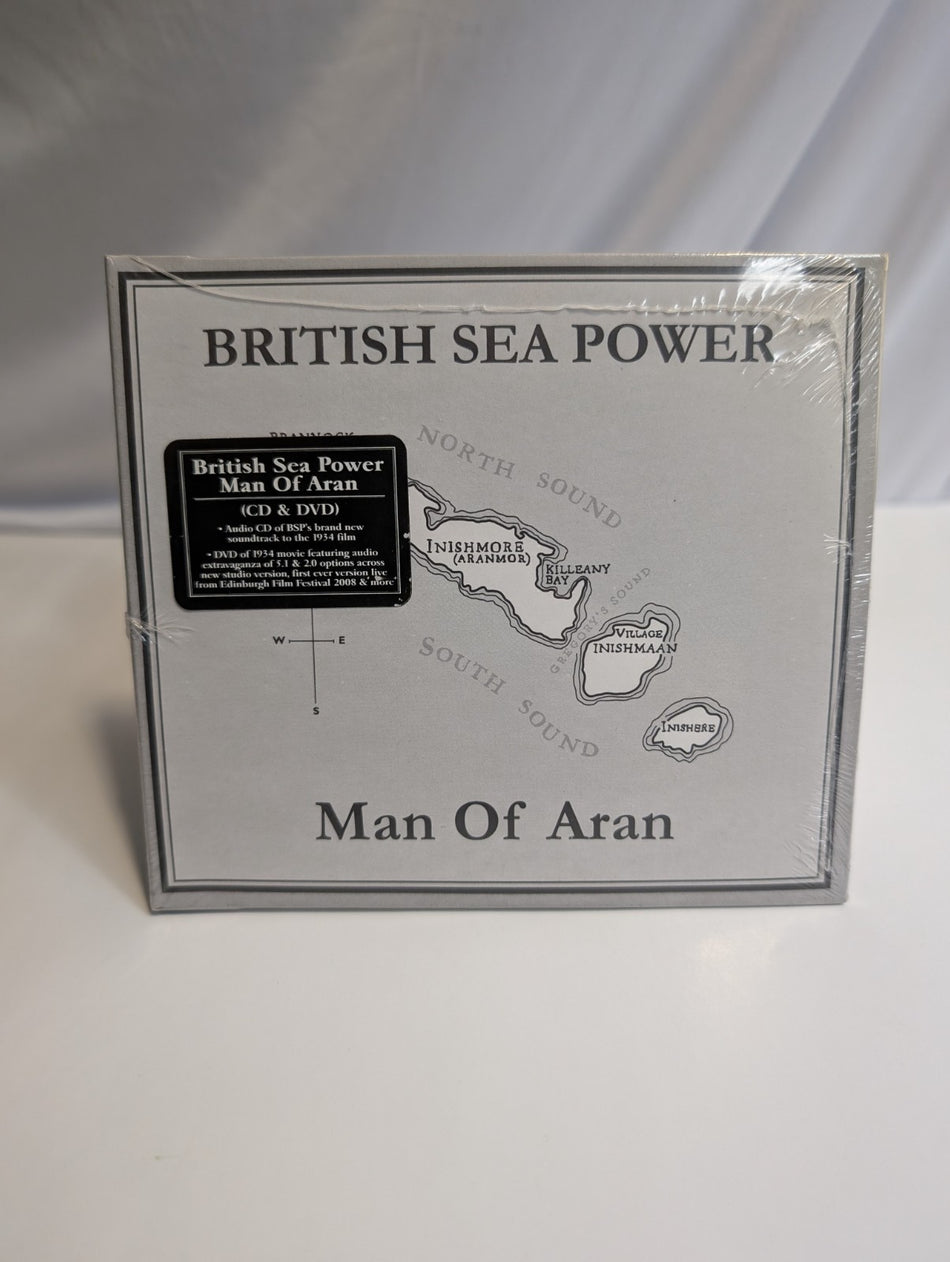 BRITISH SEA POWER
BRANNOCK
British Sea Power
Man Of Aran
(CD & DVD)
• Audio CD of BSP's brand new
soundtrack to the 1934 film
• DVD of 1934 movie featuring audio
extravaganza of 5.1 & 2.0 options across
new studio version, first ever version live
from Edinburgh Film Festival 2008 & more
NORTH SOUND
INISHMORE
(ARANMOR)
KILLEANY
BAY
GREGORY'S SOUND
VILLAGE
INISHMAAN
W E
S
SOUTH SOUND
INISHERE
Man Of Aran